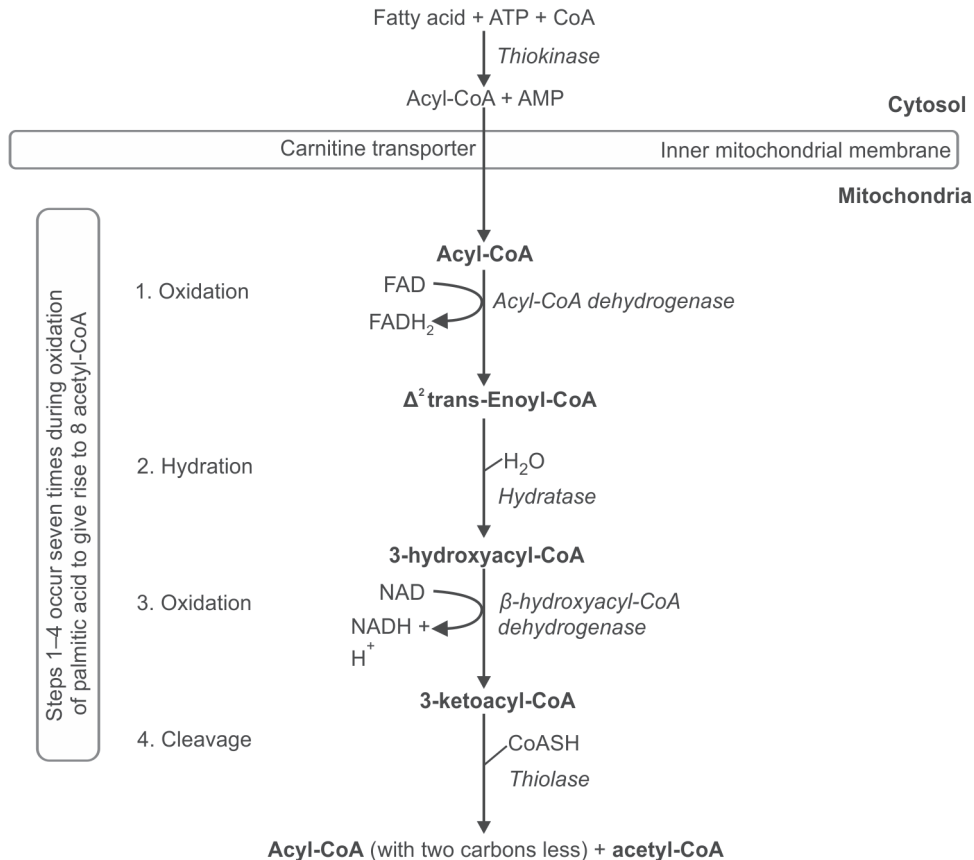 Fatty acid + ATP + CoA
Thiokinase
Acyl-CoA + AMP
Cytosol
Carnitine transporter
Inner mitochondrial membrane
Mitochondria
Steps 1–4 occur seven times during oxidation
of palmitic acid to give rise to 8 acetyl-CoA
Acyl-CoA
1. Oxidation
FAD
FADH₂
Acyl-CoA dehydrogenase
Δ² trans-Enoyl-CoA
2. Hydration
H₂O
Hydratase
3-hydroxyacyl-CoA
3. Oxidation
NAD
NADH +
H⁺
β-hydroxyacyl-CoA
dehydrogenase
3-ketoacyl-CoA
4. Cleavage
CoASH
Thiolase
Acyl-CoA (with two carbons less) + acetyl-CoA